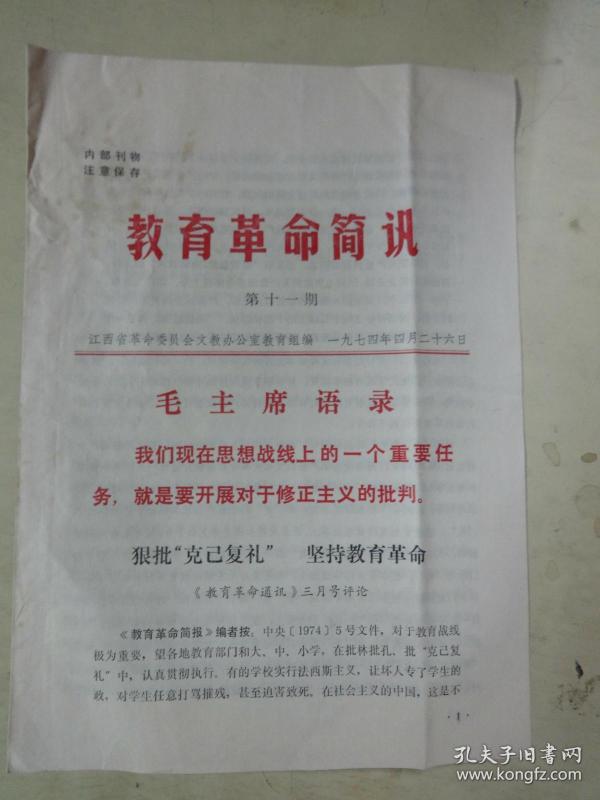 内部刊物
注意保存
教育革命简讯
第十一期
江西省革命委员会文教办公室教育组编 一九七四年四月二十六日
毛主席语录
我们现在思想战线上的一个重要任
务，就是要开展对于修正主义的批判。
狠批“克己复礼” 坚持教育革命
《教育革命通讯》三月号评论
《教育革命简报》编者按。中央〔1974〕5号文件，对于教育战线
极为重要，望各地教育部门和大、中、小学，在批林批孔、批“克己复
礼”中，认真贯彻执行。有的学校实行法西斯主义，让坏人专了学生的
政，对学生任意打骂摧残，甚至迫害致死。在社会主义的中国，这是不
·1·
孔夫子旧书网
www.kongfz.com